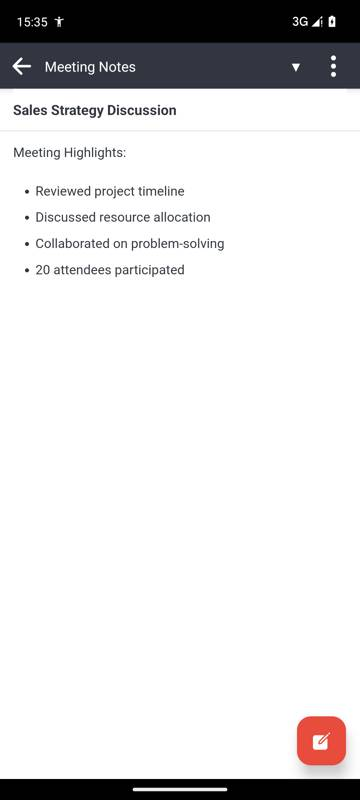 15:35
3G
Meeting Notes
Sales Strategy Discussion
Meeting Highlights:
• Reviewed project timeline
• Discussed resource allocation
• Collaborated on problem-solving
• 20 attendees participated